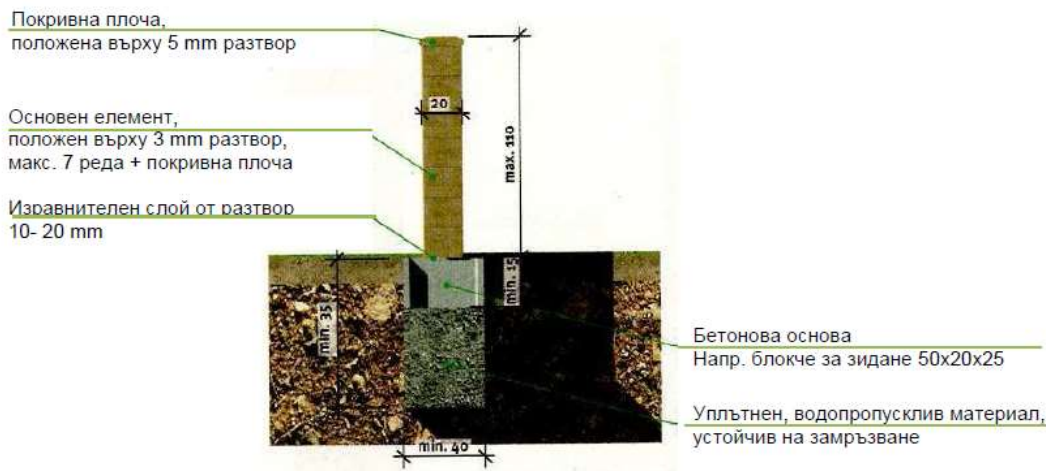 Покривна плоча,
положена върху 5 mm разтвор
20
max. 110
Основен елемент,
положен върху 3 mm разтвор,
макс. 7 реда + покривна плоча
Изравнителен слой от разтвор
10- 20 mm
min. 15
min. 35
Бетонова основа
Напр. блокче за зидане 50x20x25
Уплътнен, водопропусклив материал,
устойчив на замръзване
min. 40